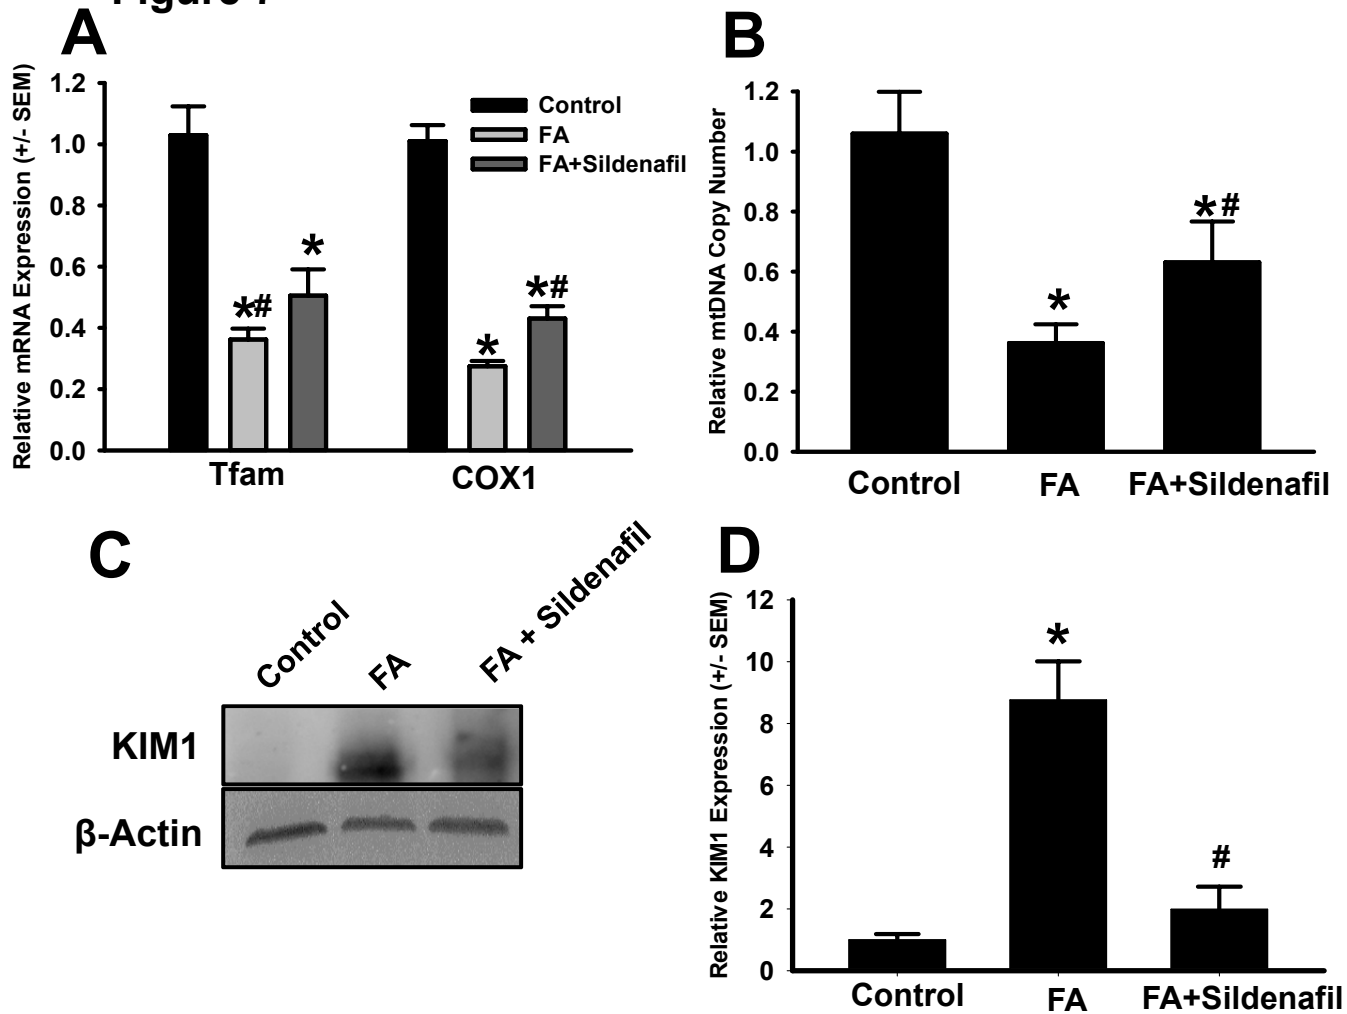 A
Relative mRNA Expression (+/- SEM)
1.2
1.0
0.8
0.6
0.4
0.2
0.0
Control
FA
FA+Sildenafil
*#
*
*
*#
Tfam
COX1
B
Relative mtDNA Copy Number
1.2
1.0
0.8
0.6
0.4
0.2
0.0
*
*#
Control
FA
FA+Sildenafil
C
Control
FA
FA + Sildenafil
KIM1
β-Actin
D
Relative KIM1 Expression (+/- SEM)
12
10
8
6
4
2
0
*
#
Control
FA
FA+Sildenafil